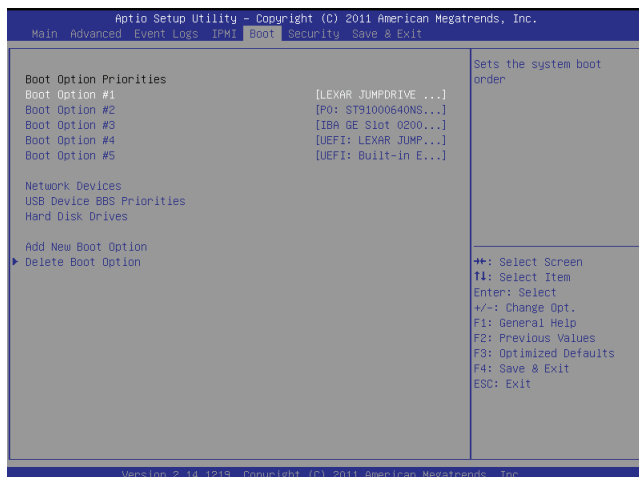 Aptio Setup Utility - Copyright (C) 2011 American Megatrends, Inc.
Main Advanced Event Logs IPMI Boot Security Save & Exit
Boot Option Priorities
Boot Option #1 [LEXAR JUMPDRIVE ...]
Boot Option #2 [P0: ST91000640NS...]
Boot Option #3 [IBA GE Slot 0200...]
Boot Option #4 [UEFI: LEXAR JUMP...]
Boot Option #5 [UEFI: Built-in E...]
Network Devices
USB Device BBS Priorities
Hard Disk Drives
Add New Boot Option
Delete Boot Option
Sets the system boot
order
→←: Select Screen
↑↓: Select Item
Enter: Select
+/-: Change Opt.
F1: General Help
F2: Previous Values
F3: Optimized Defaults
F4: Save & Exit
ESC: Exit
Version 2.14.1219. Copyright (C) 2011 American Megatrends, Inc.